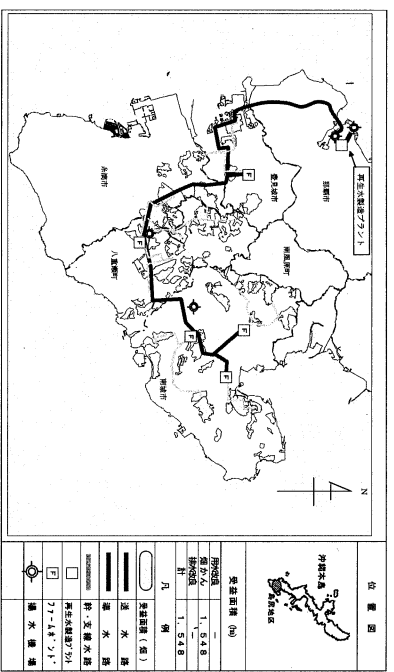 再生水製造プラント
那覇市
豊見城市
南風原町
糸満市
八重瀬町
南城市
F
F
F
F
F
N
位置図
沖縄本島
島尻地区
受益面積 (ha)
用水改良 －
畑かん 1,548
排水改良 －
計 1,548
凡例
受益面積(畑)
送水路
導水路
幹・支線水路
再生水製造プラント
F ファームポンド
揚水機場